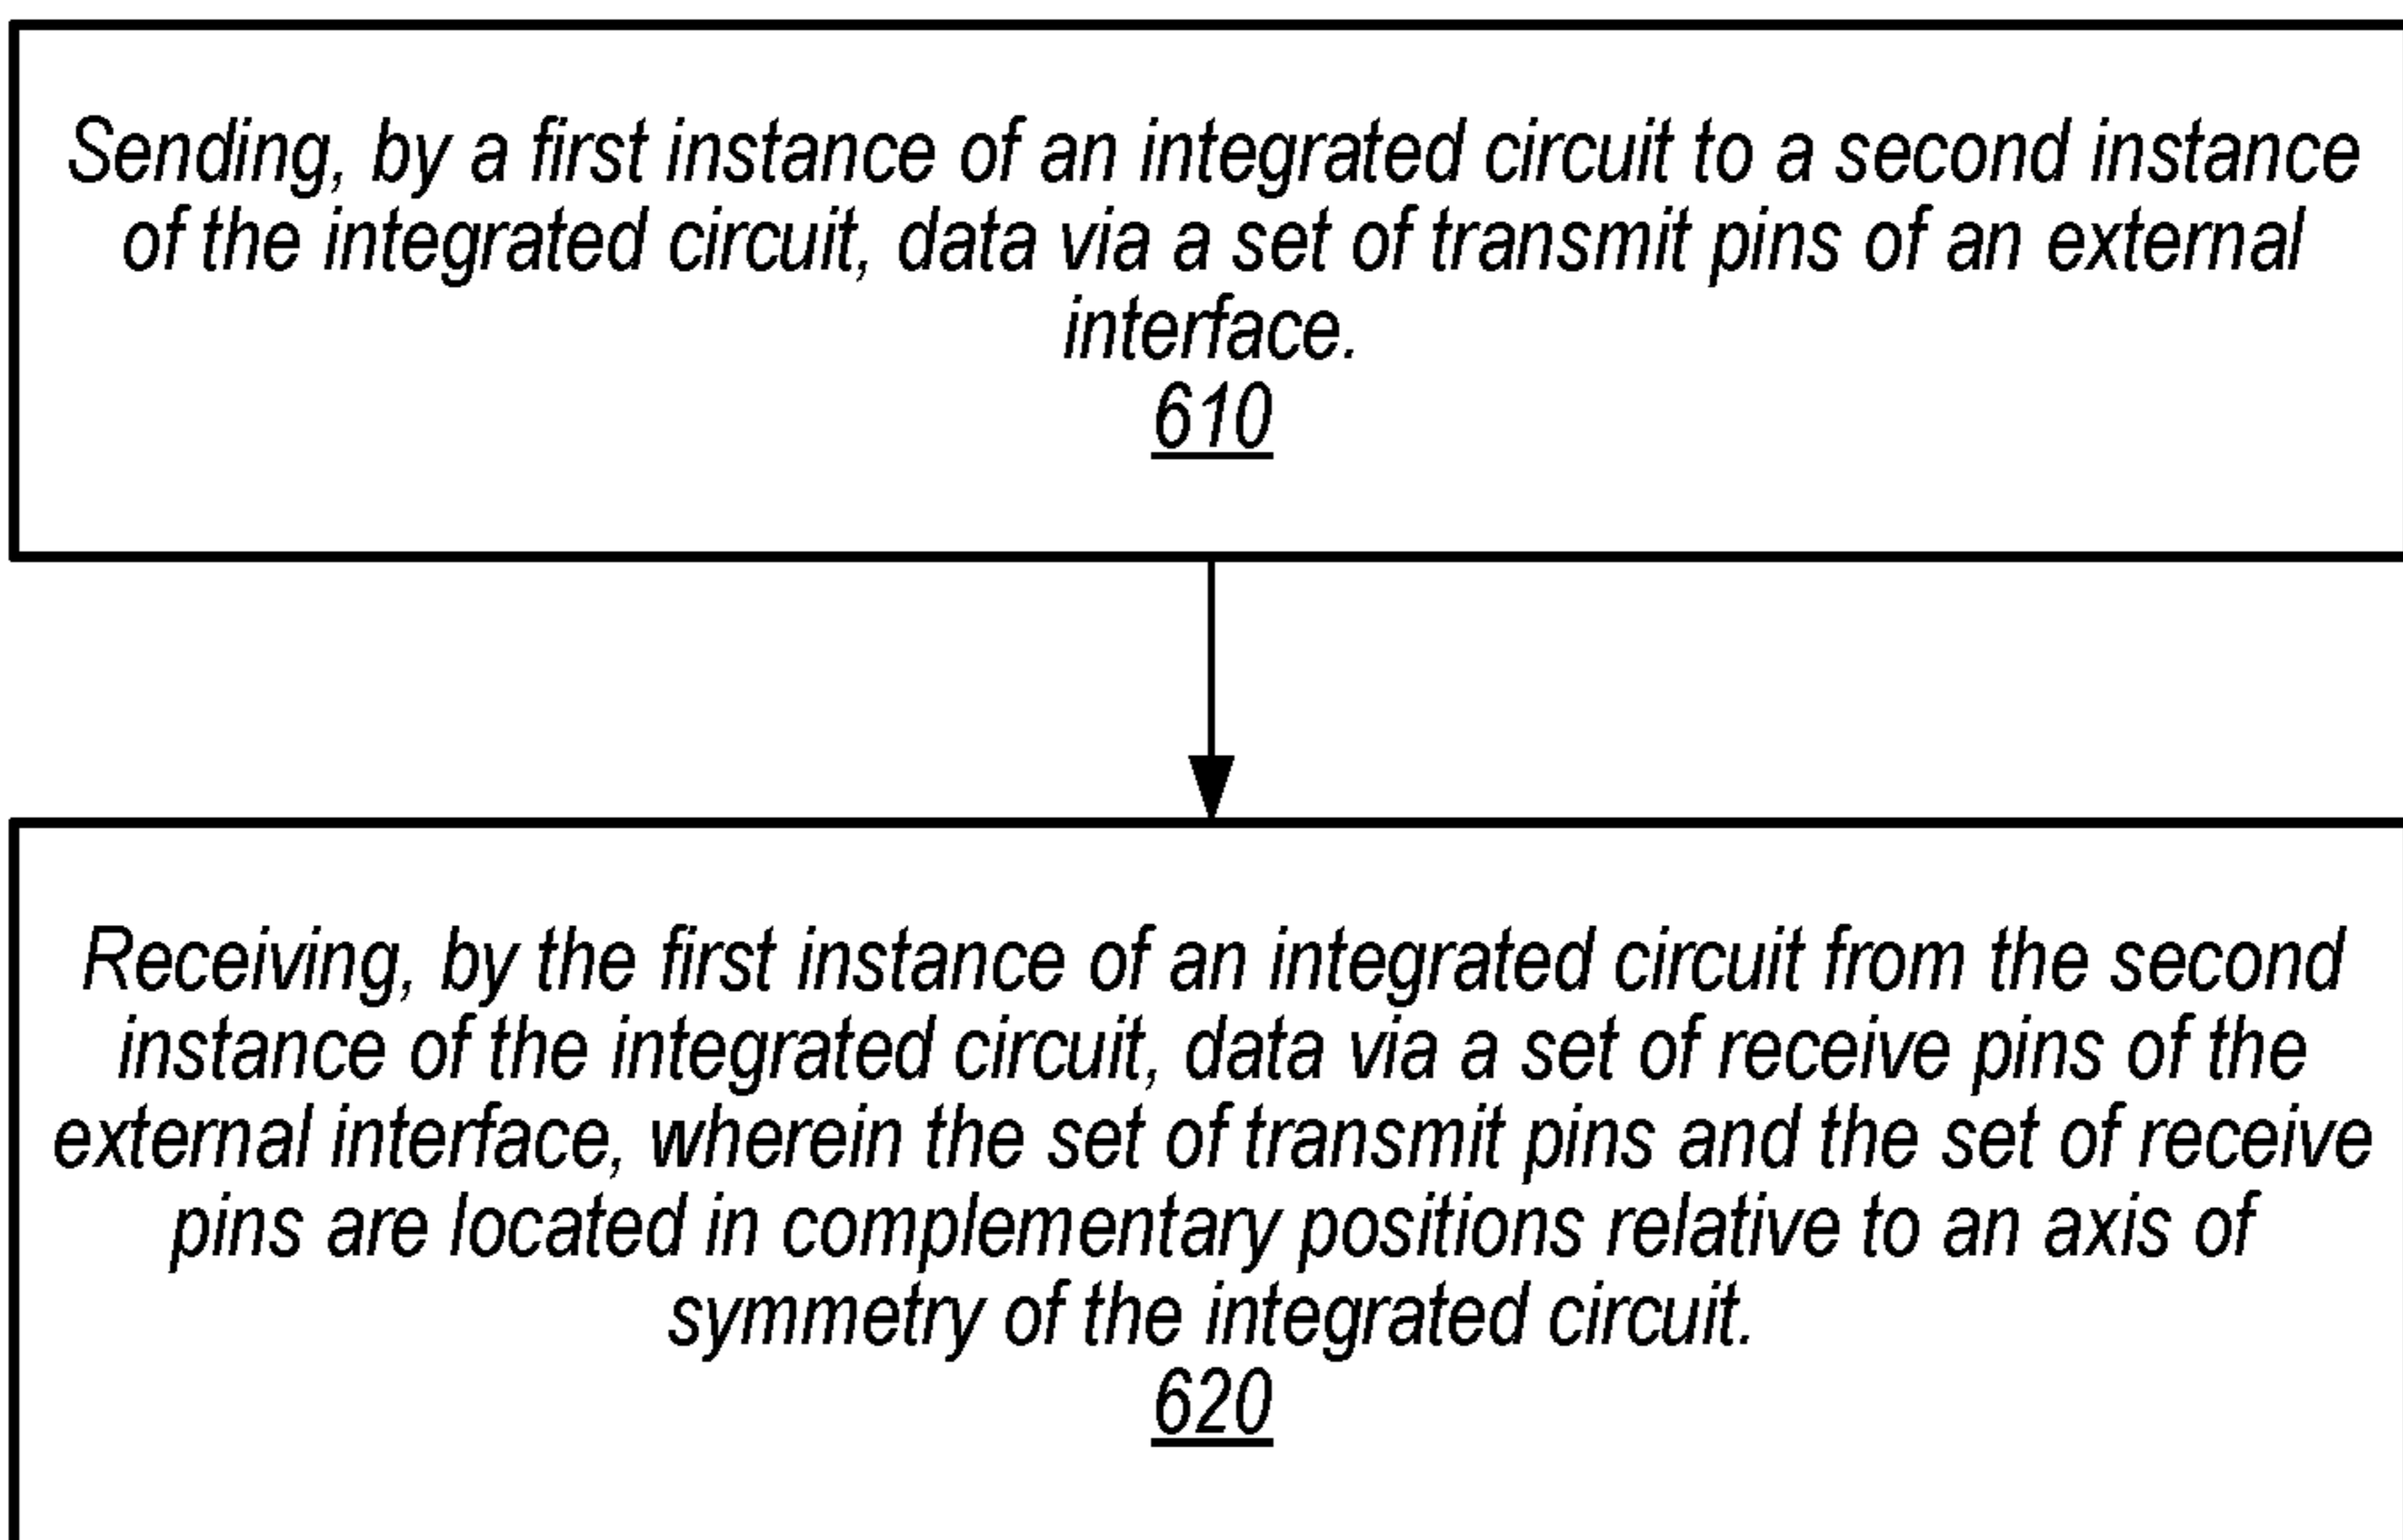 Sending, by a first instance of an integrated circuit to a second instance
of the integrated circuit, data via a set of transmit pins of an external
interface.
610
Receiving, by the first instance of an integrated circuit from the second
instance of the integrated circuit, data via a set of receive pins of the
external interface, wherein the set of transmit pins and the set of receive
pins are located in complementary positions relative to an axis of
symmetry of the integrated circuit.
620